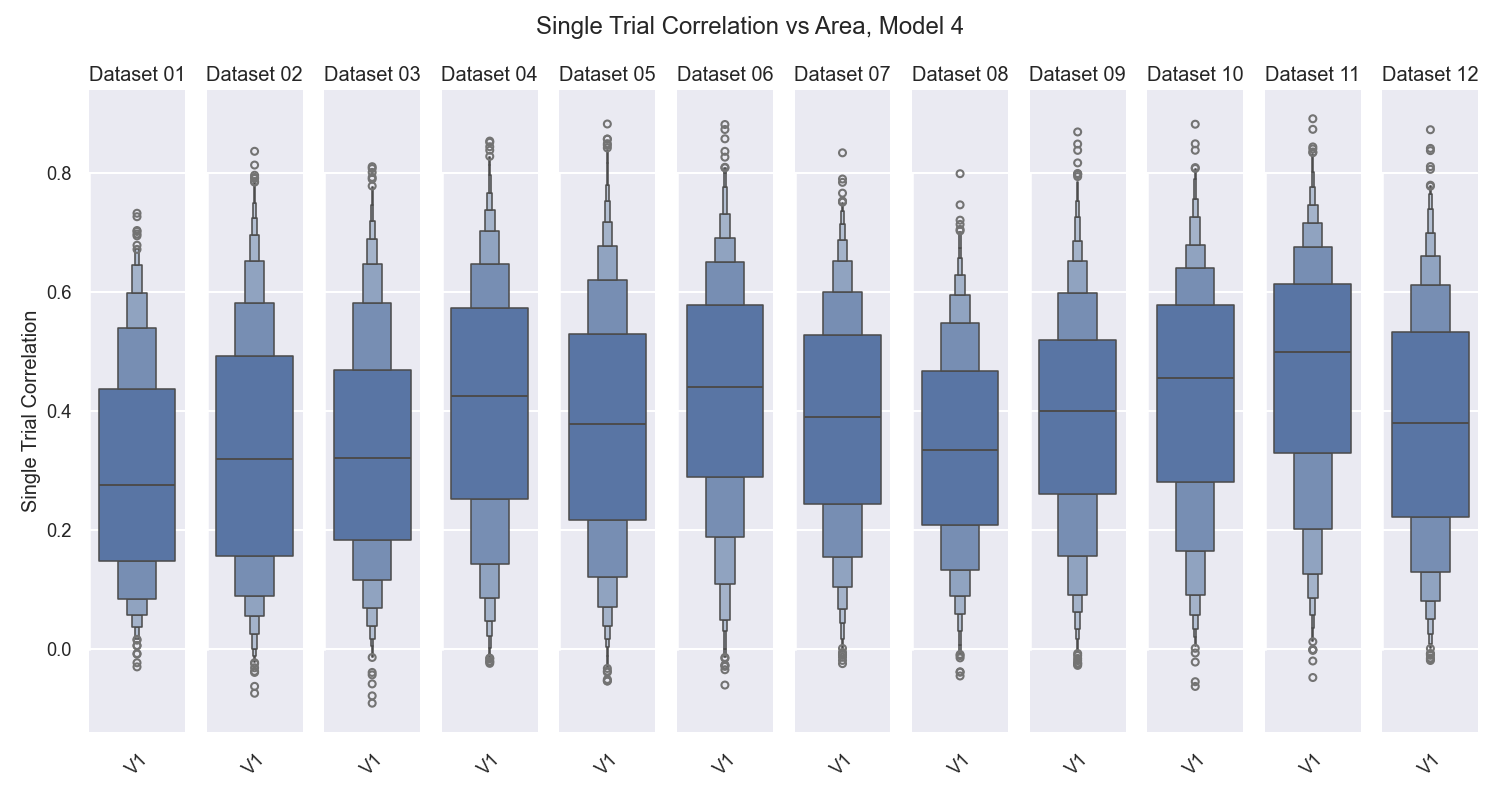 Single Trial Correlation vs Area, Model 4
Dataset 01 Dataset 02 Dataset 03 Dataset 04 Dataset 05 Dataset 06 Dataset 07 Dataset 08 Dataset 09 Dataset 10 Dataset 11 Dataset 12
Single Trial Correlation
0.8
0.6
0.4
0.2
0.0
V1 V1 V1 V1 V1 V1 V1 V1 V1 V1 V1 V1